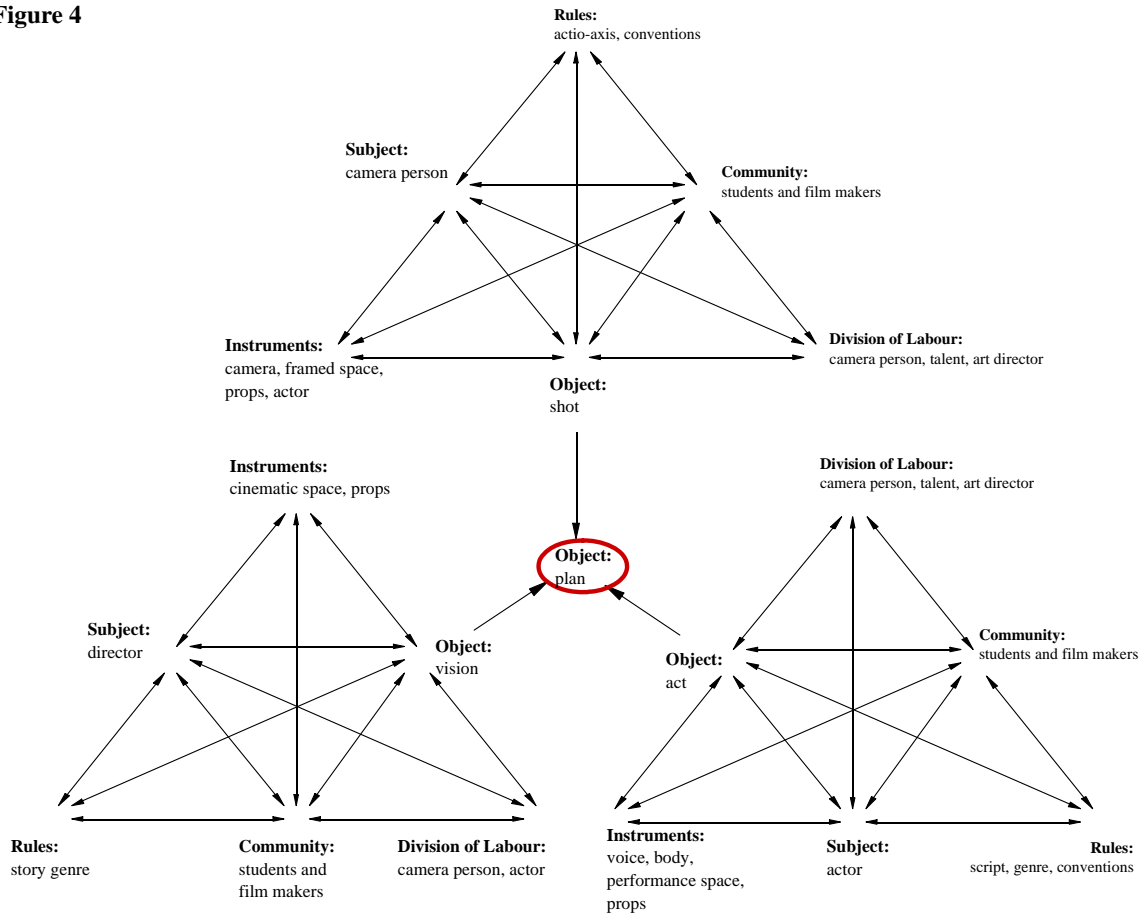 Figure 4
Rules:
actio-axis, conventions
Subject:
camera person
Community:
students and film makers
Instruments:
camera, framed space,
props, actor
Object:
shot
Division of Labour:
camera person, talent, art director
Instruments:
cinematic space, props
Division of Labour:
camera person, talent, art director
Object:
plan
Subject:
director
Object:
vision
Object:
act
Community:
students and film makers
Rules:
story genre
Community:
students and
film makers
Division of Labour:
camera person, actor
Instruments:
voice, body,
performance space,
props
Subject:
actor
Rules:
script, genre, conventions